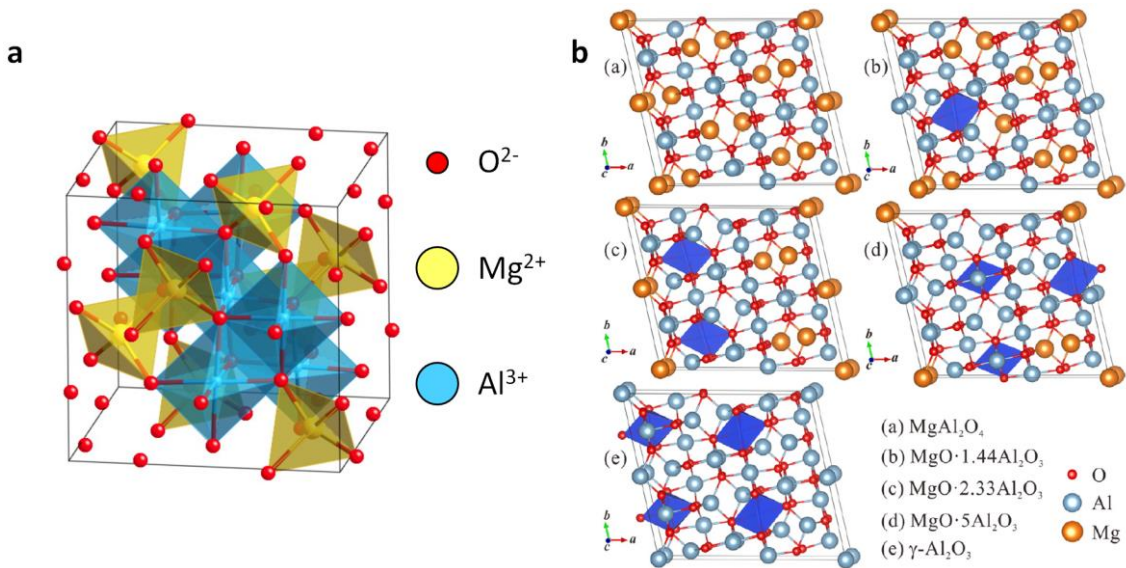 a
O²⁻
Mg²⁺
Al³⁺
b
(a)
b
c
a
(b)
b
c
a
(c)
b
c
a
(d)
b
c
a
(e)
b
c
a
(a) MgAl₂O₄
(b) MgO·1.44Al₂O₃
(c) MgO·2.33Al₂O₃
(d) MgO·5Al₂O₃
(e) γ-Al₂O₃
O
Al
Mg